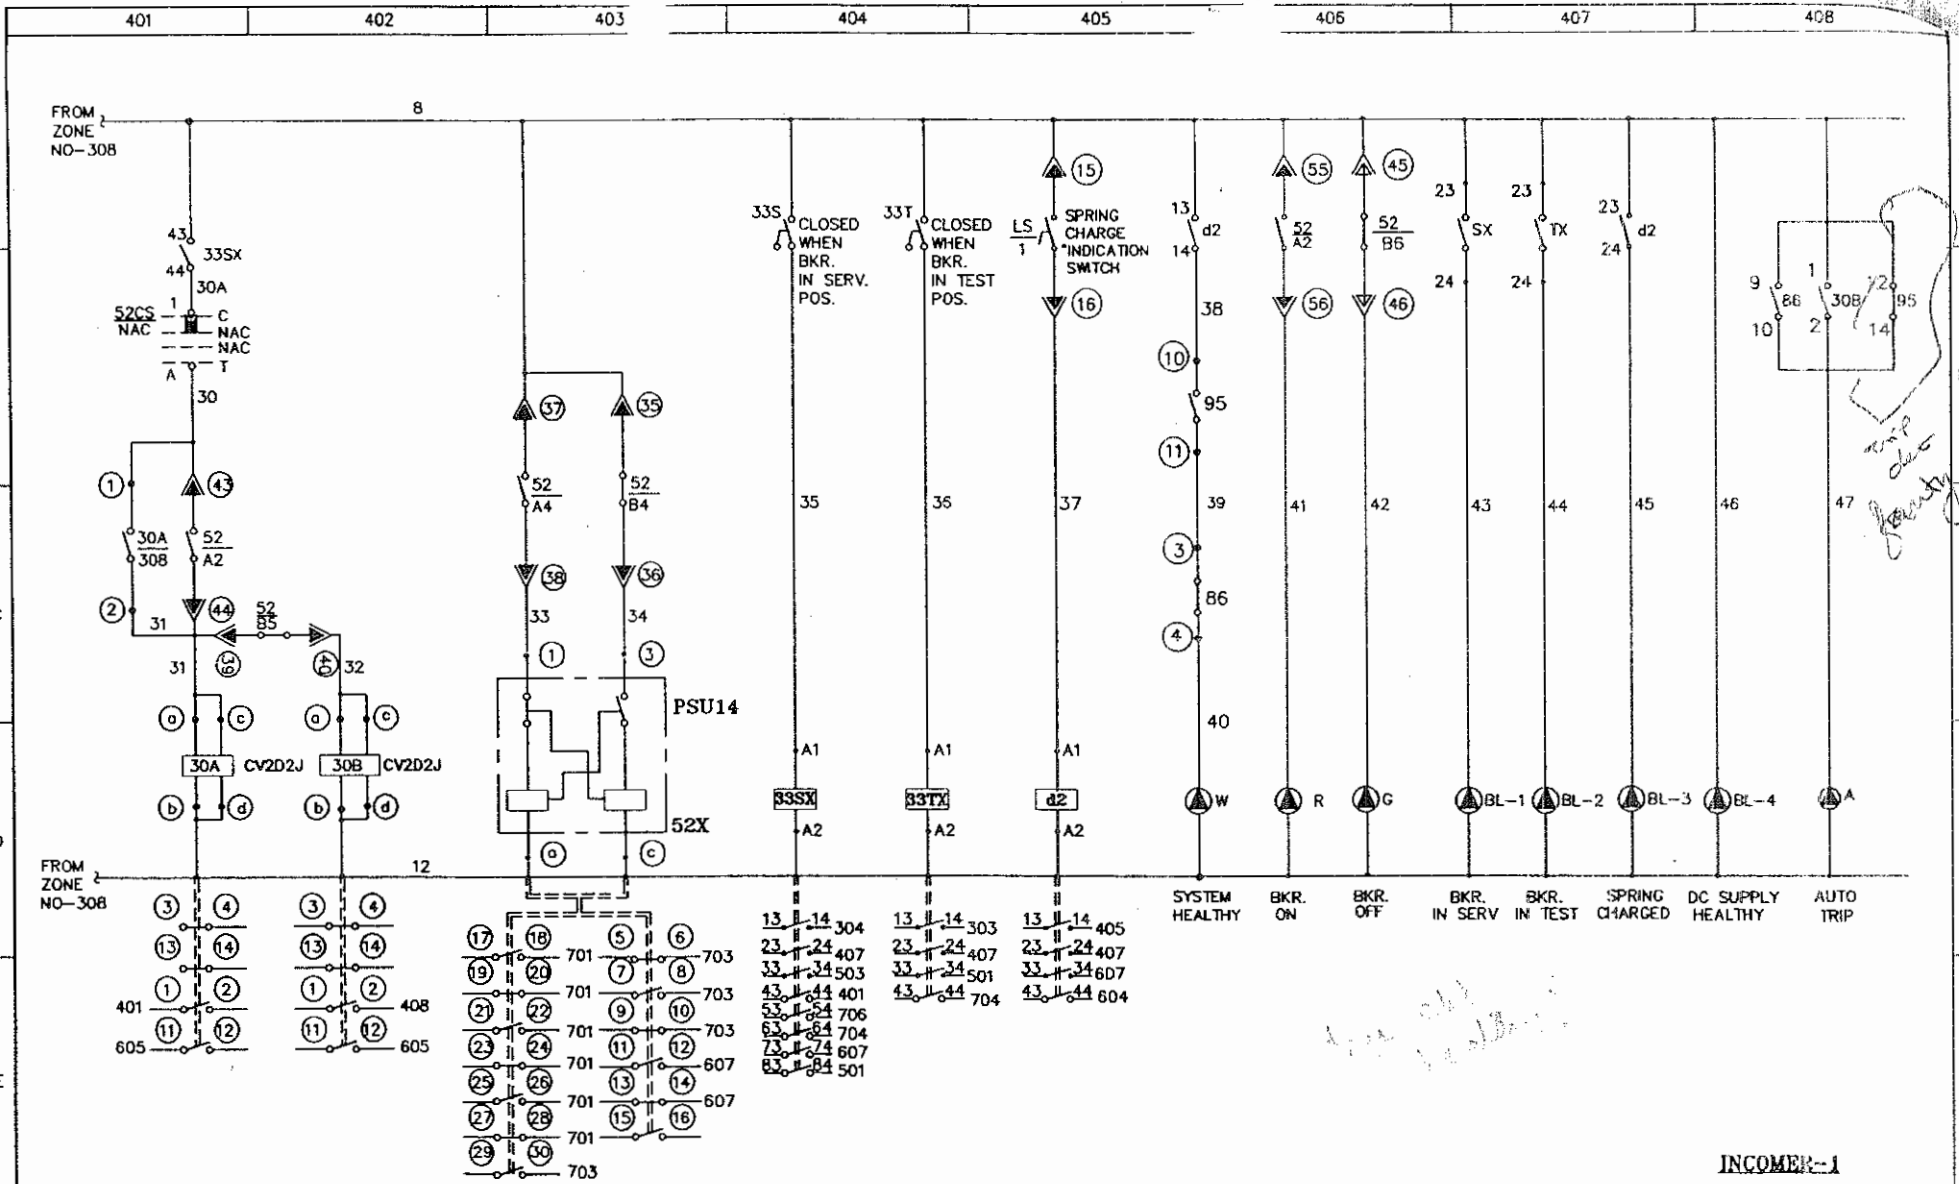 401 402 403 404 405 406 407 408
FROM
ZONE
NO-308
8
43
33SX
44
30A
1
52CS
NAC
C
NAC
NAC
A
T
30
1
43
30A
308
52
A2
2
44
31
52
B5
31
39
40
32
a
c
a
c
30A
CV2D2J
30B
CV2D2J
b
d
b
d
37
35
52
A4
52
B4
38
36
33
34
1
3
PSU14
52X
a
c
33S
CLOSED
WHEN
BKR.
IN SERV.
POS.
35
A1
33SX
A2
33T
CLOSED
WHEN
BKR.
IN TEST
POS.
36
A1
33TX
A2
15
LS
1
SPRING
CHARGE
INDICATION
SWITCH
16
37
A1
d2
A2
13
d2
14
38
10
95
11
39
3
86
4
40
W
55
52
A2
56
41
R
45
52
B6
46
42
G
23
SX
24
43
BL-1
23
TX
24
44
BL-2
23
d2
24
45
BL-3
46
BL-4
9
86
10
1
30B
2
12
95
14
47
A
FROM
ZONE
NO-308
12
SYSTEM
HEALTHY
BKR.
ON
BKR.
OFF
BKR.
IN SERV
BKR.
IN TEST
SPRING
CHARGED
DC SUPPLY
HEALTHY
AUTO
TRIP
3 4
13 14
401 1 2
605 11 12
3 4
13 14
1 2 408
11 12 605
17 18 701
19 20 701
21 22 701
23 24 701
25 26 701
27 28 701
29 30 703
5 6 703
7 8 703
9 10 703
11 12 607
13 14 607
15 16
13 14 304
23 24 407
33 34 503
43 44 401
53 54 706
63 64 704
73 74 607
83 84 501
13 14 303
23 24 407
33 34 501
43 44 704
13 14 405
23 24 407
33 34 607
43 44 604
INCOMER-1